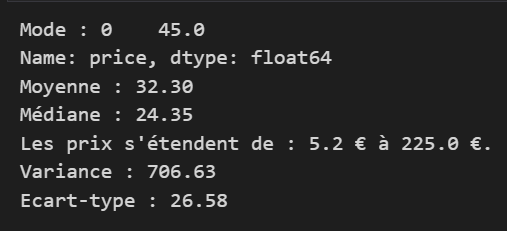 Mode : 0    45.0
Name: price, dtype: float64
Moyenne : 32.30
Médiane : 24.35
Les prix s'étendent de : 5.2 € à 225.0 €.
Variance : 706.63
Ecart-type : 26.58